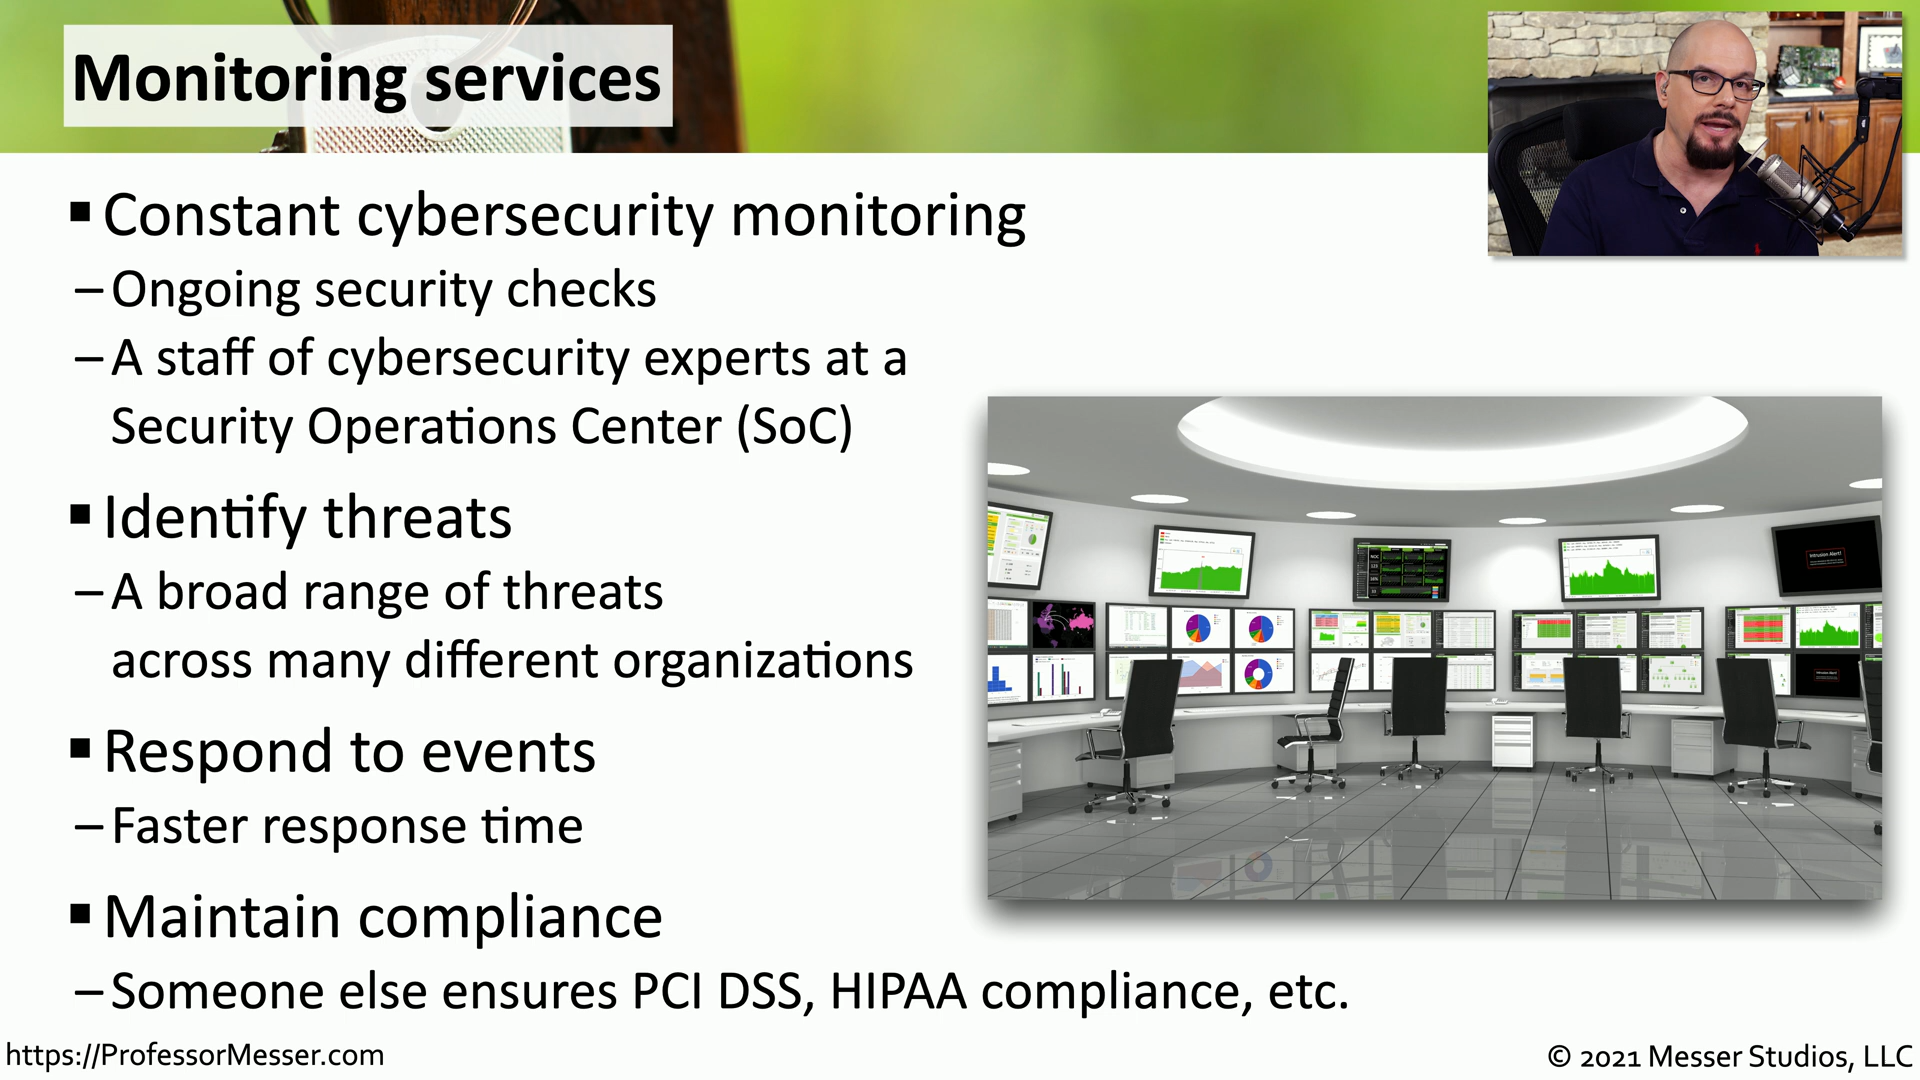 Monitoring services
▪ Constant cybersecurity monitoring
– Ongoing security checks
– A staff of cybersecurity experts at a
Security Operations Center (SoC)
▪ Identify threats
– A broad range of threats
across many different organizations
▪ Respond to events
– Faster response time
▪ Maintain compliance
– Someone else ensures PCI DSS, HIPAA compliance, etc.
Intrusion Alert!
https://ProfessorMesser.com
© 2021 Messer Studios, LLC